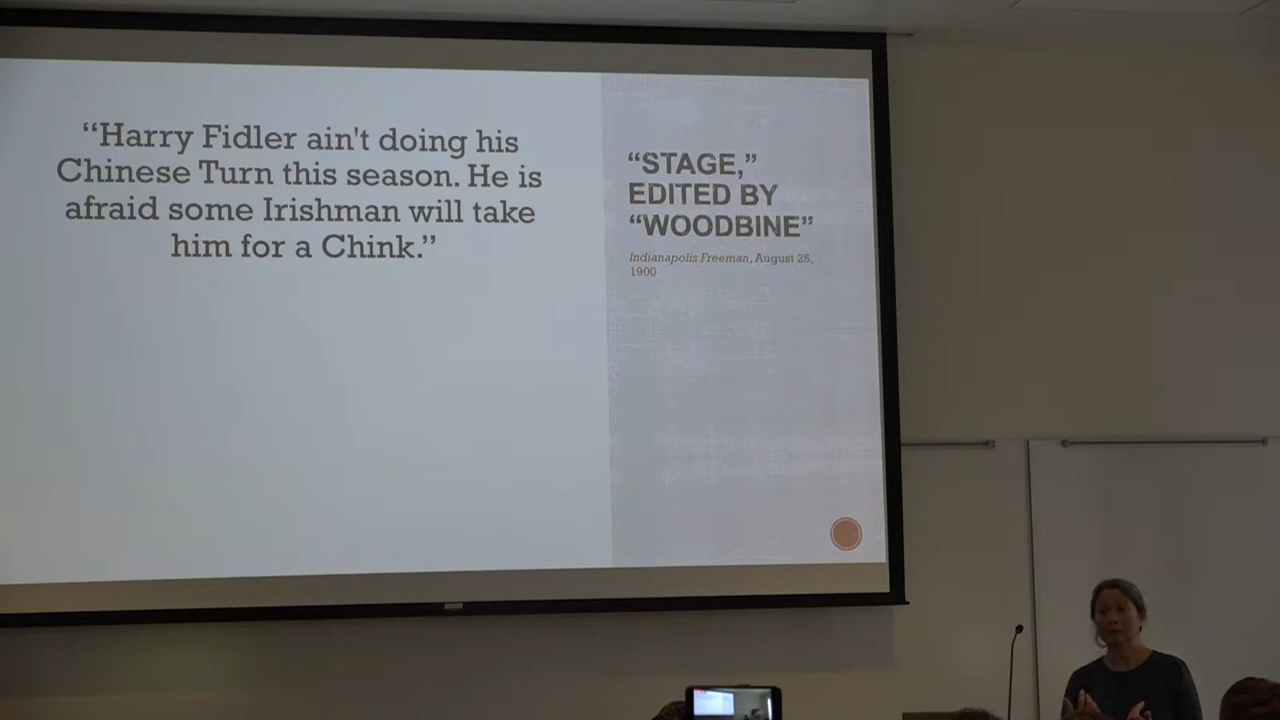 “Harry Fidler ain't doing his
Chinese Turn this season. He is
afraid some Irishman will take
him for a Chink.”
“STAGE,”
EDITED BY
“WOODBINE”
Indianapolis Freeman, August 25,
1900